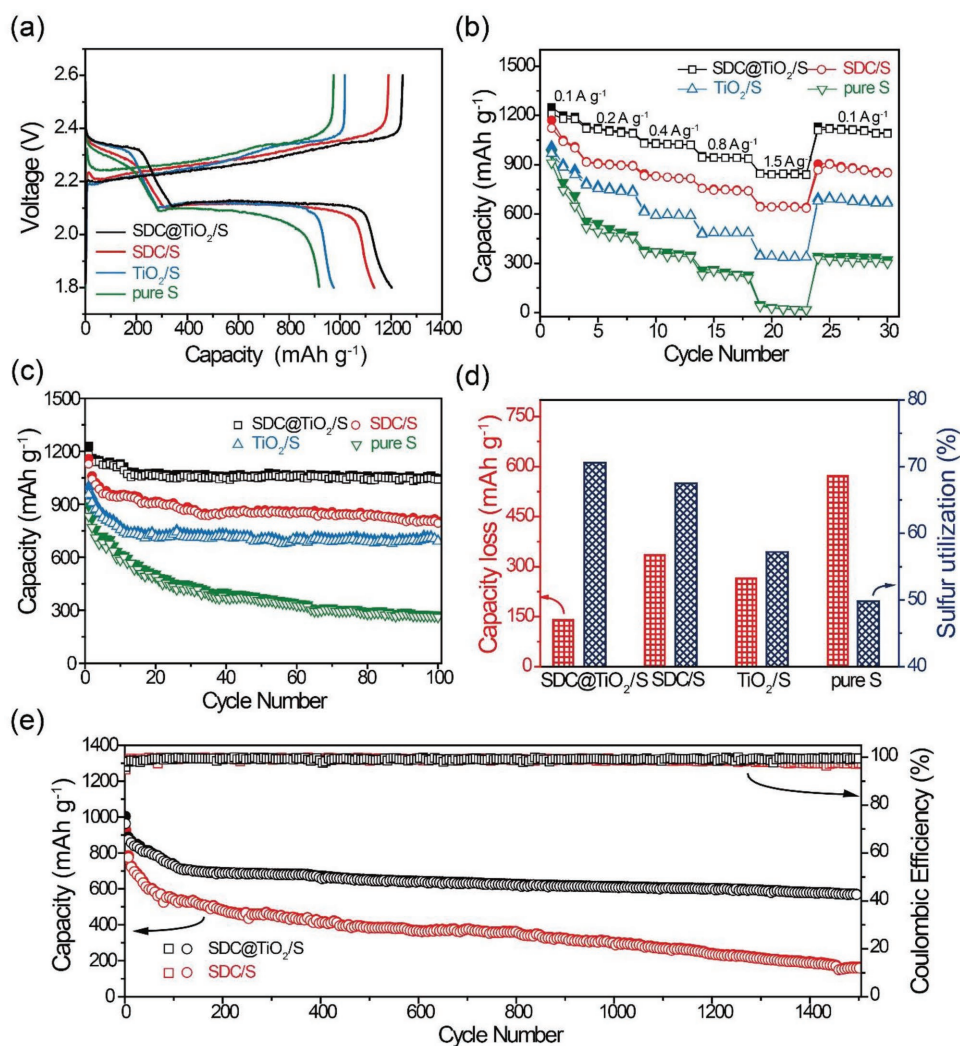 (a)
2.6
2.4
2.2
2.0
1.8
Voltage (V)
SDC@TiO₂/S
SDC/S
TiO₂/S
pure S
0 200 400 600 800 1000 1200 1400
Capacity (mAh g⁻¹)
(b)
1500
1200
900
600
300
0
Capacity (mAh g⁻¹)
SDC@TiO₂/S SDC/S
TiO₂/S pure S
0.1 A g⁻¹
0.2 A g⁻¹
0.4 A g⁻¹
0.8 A g⁻¹
1.5 A g⁻¹
0.1 A g⁻¹
0 5 10 15 20 25 30
Cycle Number
(c)
1500
1200
900
600
300
0
Capacity (mAh g⁻¹)
SDC@TiO₂/S SDC/S
TiO₂/S pure S
0 20 40 60 80 100
Cycle Number
(d)
750
600
450
300
150
0
Capacity loss (mAh g⁻¹)
80
70
60
50
40
Sulfur utilization (%)
SDC@TiO₂/S SDC/S TiO₂/S pure S
(e)
1400
1200
1000
800
600
400
200
0
Capacity (mAh g⁻¹)
SDC@TiO₂/S
SDC/S
100
80
60
40
20
0
Coulombic Efficiency (%)
0 200 400 600 800 1000 1200 1400
Cycle Number